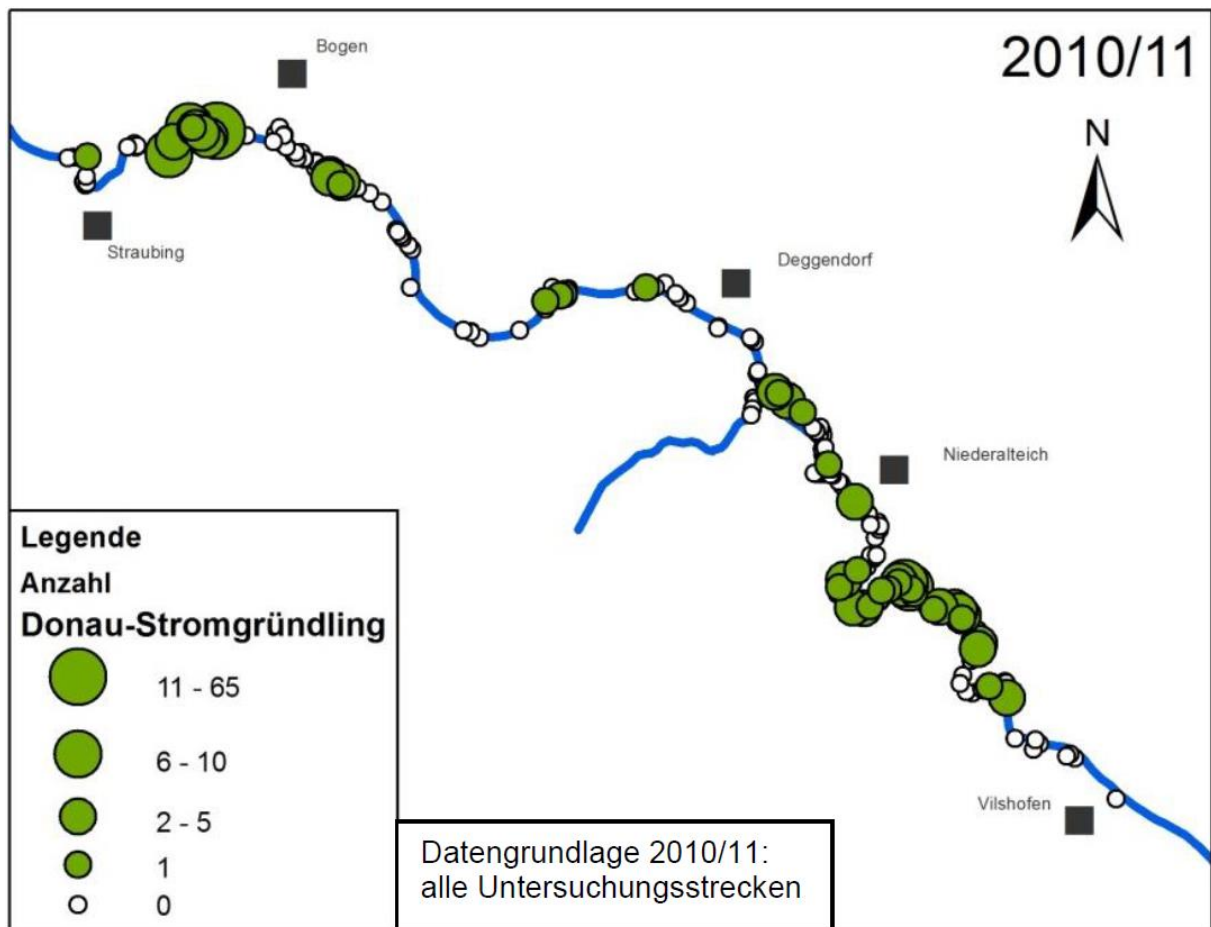 2010/11
N
Bogen
Straubing
Deggendorf
Niederalteich
Vilshofen
Legende
Anzahl
Donau-Stromgründling
11 - 65
6 - 10
2 - 5
1
0
Datengrundlage 2010/11:
alle Untersuchungsstrecken